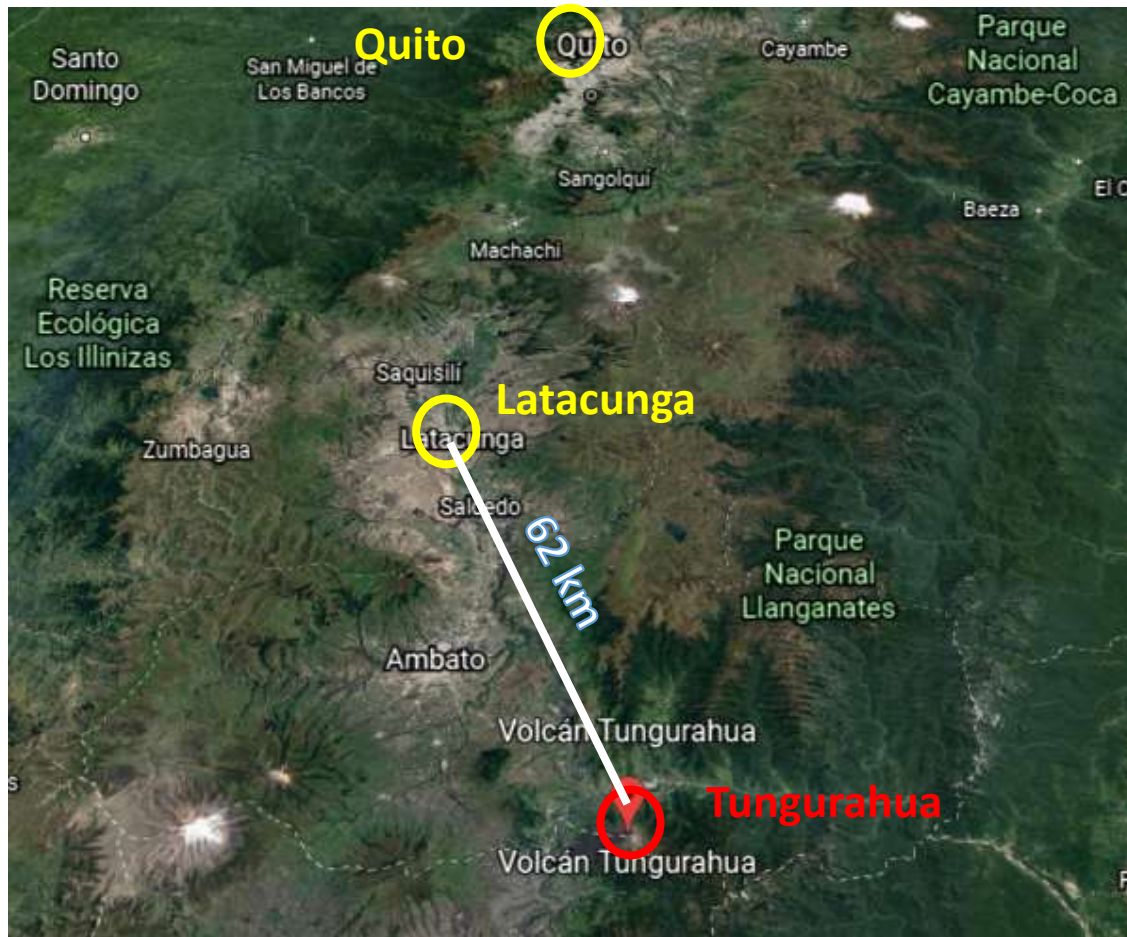 Quito
Quito
Santo
Domingo
San Miguel de
Los Bancos
Cayambe
Parque
Nacional
Cayambe-Coca
Sangolquí
Baeza
Machachi
Reserva
Ecológica
Los Illinizas
Saquisilí
Latacunga
Latacunga
Zumbagua
Salcedo
62 km
Parque
Nacional
Llanganates
Ambato
Volcán Tungurahua
Tungurahua
Volcán Tungurahua